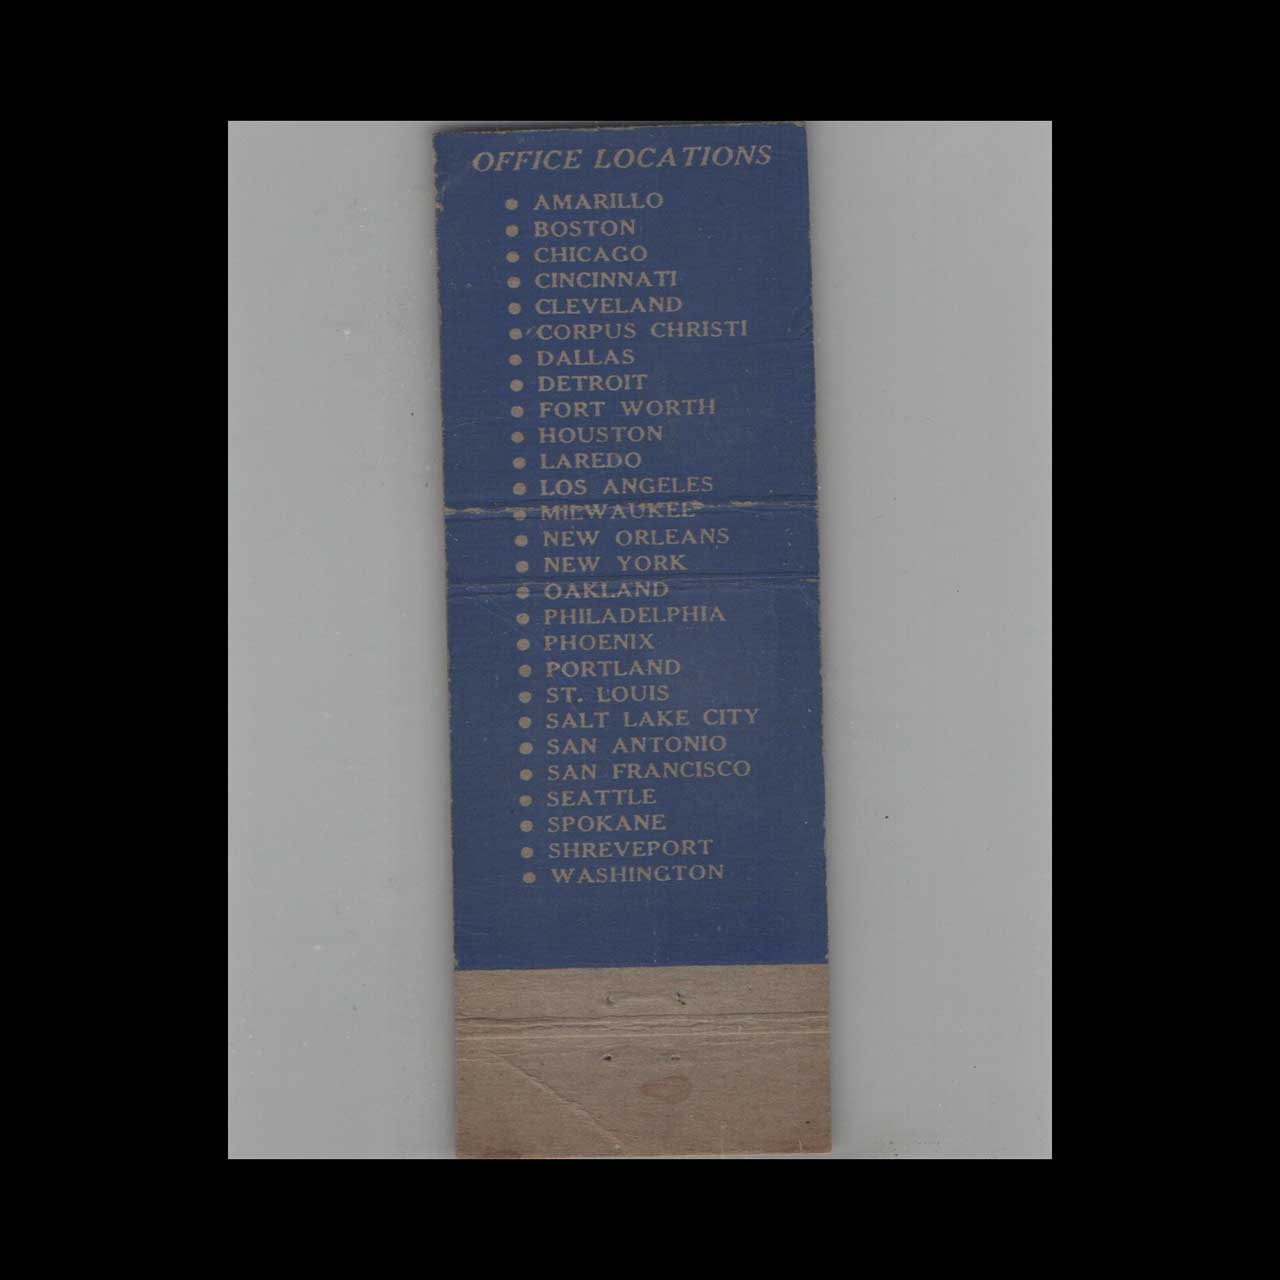 OFFICE LOCATIONS
• AMARILLO
• BOSTON
• CHICAGO
• CINCINNATI
• CLEVELAND
• CORPUS CHRISTI
• DALLAS
• DETROIT
• FORT WORTH
• HOUSTON
• LAREDO
• LOS ANGELES
• MILWAUKEE
• NEW ORLEANS
• NEW YORK
• OAKLAND
• PHILADELPHIA
• PHOENIX
• PORTLAND
• ST. LOUIS
• SALT LAKE CITY
• SAN ANTONIO
• SAN FRANCISCO
• SEATTLE
• SPOKANE
• SHREVEPORT
• WASHINGTON